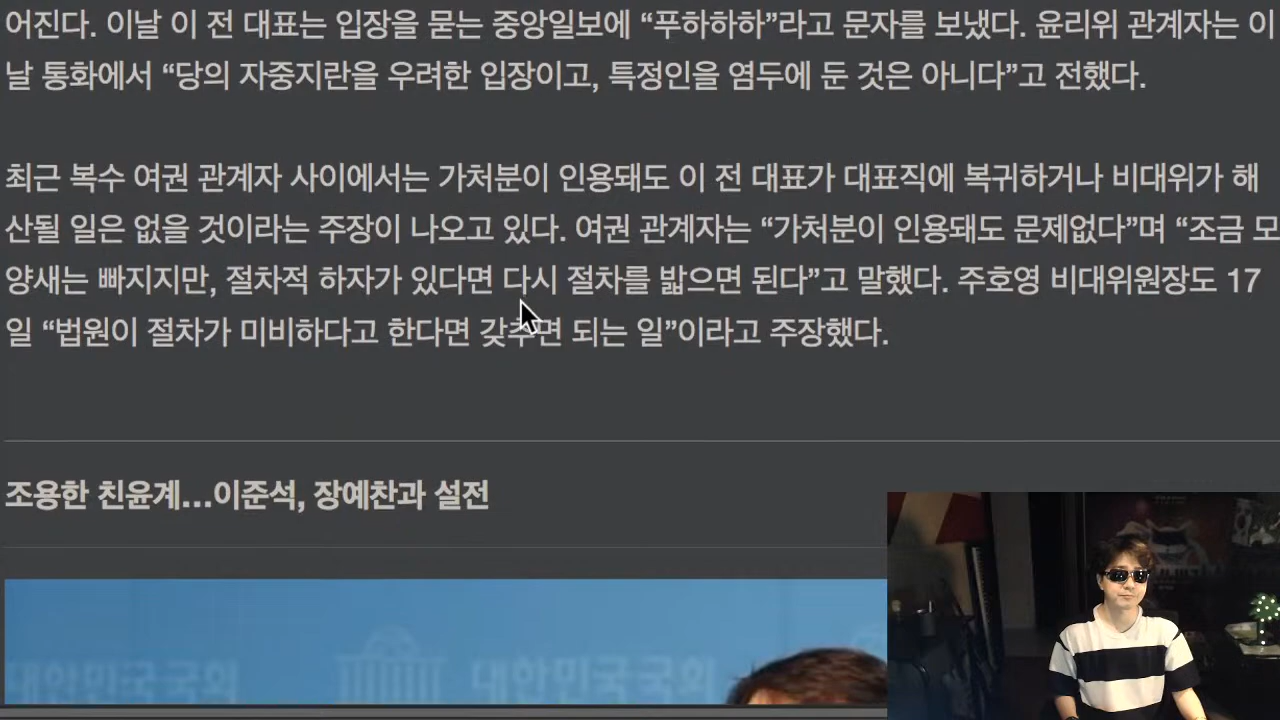 어진다. 이날 이 전 대표는 입장을 묻는 중앙일보에 “푸하하하”라고 문자를 보냈다. 윤리위 관계자는 이
날 통화에서 “당의 자중지란을 우려한 입장이고, 특정인을 염두에 둔 것은 아니다”고 전했다.
최근 복수 여권 관계자 사이에서는 가처분이 인용돼도 이 전 대표가 대표직에 복귀하거나 비대위가 해
산될 일은 없을 것이라는 주장이 나오고 있다. 여권 관계자는 “가처분이 인용돼도 문제없다”며 “조금 모
양새는 빠지지만, 절차적 하자가 있다면 다시 절차를 밟으면 된다”고 말했다. 주호영 비대위원장도 17
일 “법원이 절차가 미비하다고 한다면 갖추면 되는 일”이라고 주장했다.
조용한 친윤계…이준석, 장예찬과 설전
대한민국국회 대한민국국회